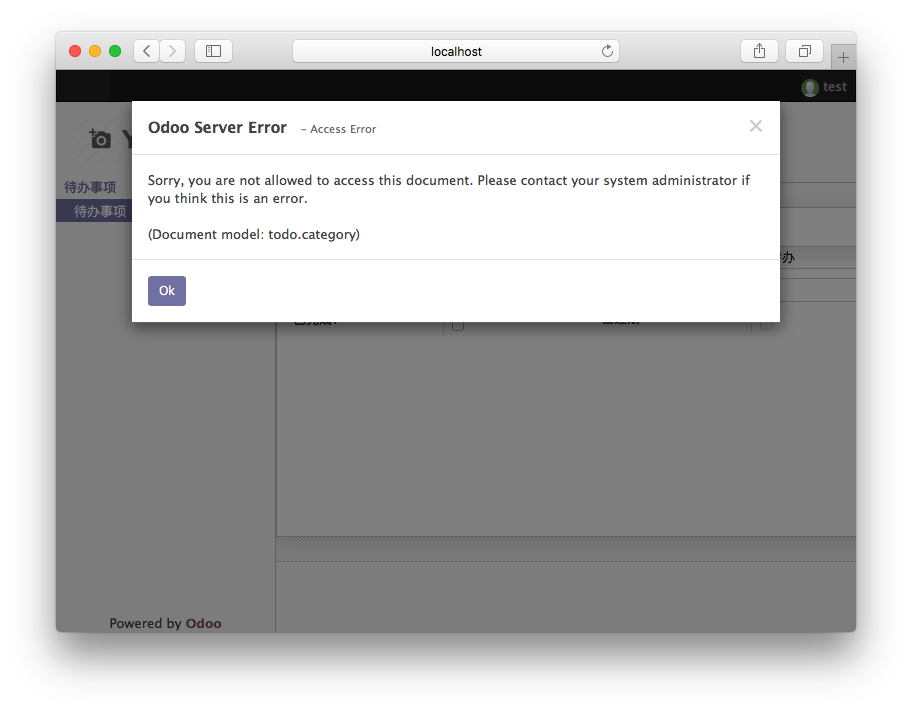 localhost
test
Odoo Server Error – Access Error
待办事项
待办事项
Sorry, you are not allowed to access this document. Please contact your system administrator if
you think this is an error.
(Document model: todo.category)
Ok
Powered by Odoo